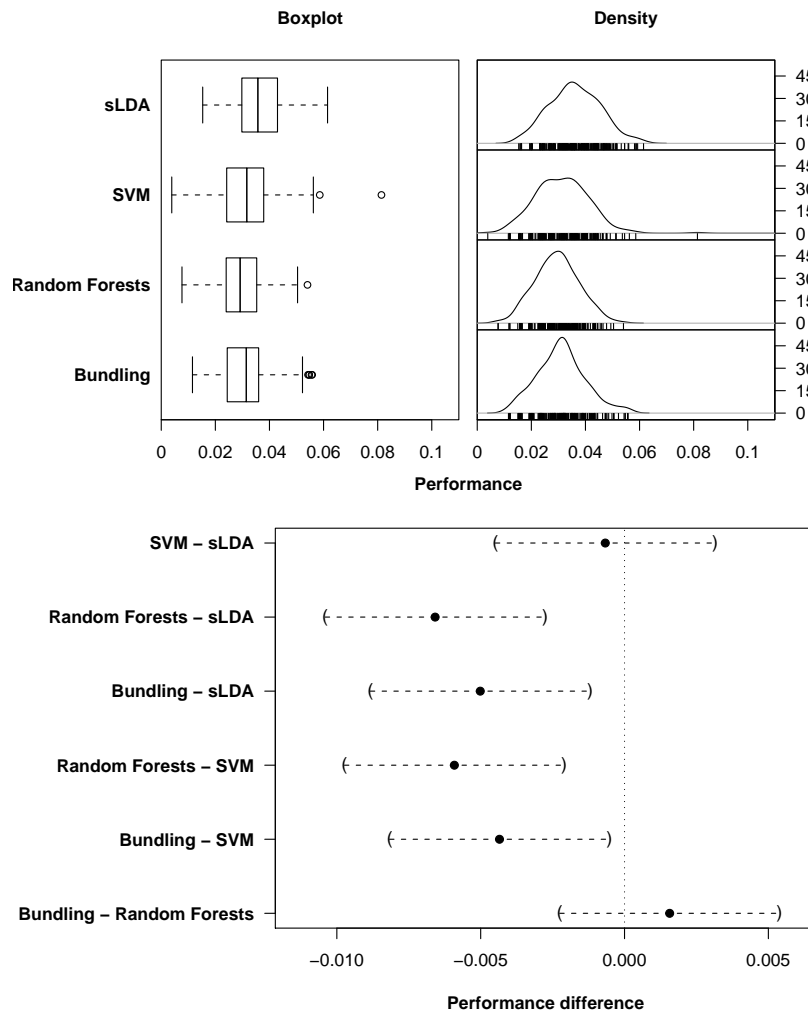 Boxplot
Density
sLDA
SVM
Random Forests
Bundling
45
30
15
0
45
30
15
0
45
30
15
0
45
30
15
0
0 0.02 0.04 0.06 0.08 0.1
0 0.02 0.04 0.06 0.08 0.1
Performance
SVM − sLDA
Random Forests − sLDA
Bundling − sLDA
Random Forests − SVM
Bundling − SVM
Bundling − Random Forests
−0.010 −0.005 0.000 0.005
Performance difference